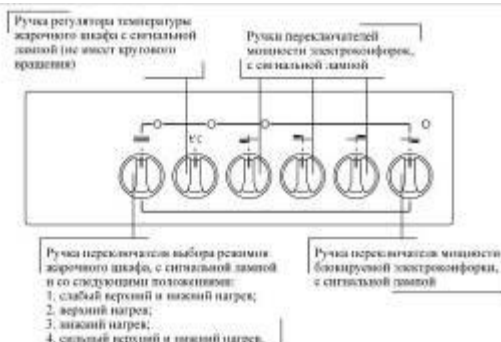 Ручка регулятора температуры
жарочного шкафа с сигнальной
лампой (не имеет кругового
вращения)
Ручки переключателей
мощности электроконфорок,
с сигнальной лампой
°C
Ручка переключателя выбора режимов
жарочного шкафа, с сигнальной лампой
и со следующими положениями:
1. слабый верхний и нижний нагрев;
2. верхний нагрев;
3. нижний нагрев;
4. сильный верхний и нижний нагрев.
Ручка переключателя мощности
блокируемой электроконфорки,
с сигнальной лампой